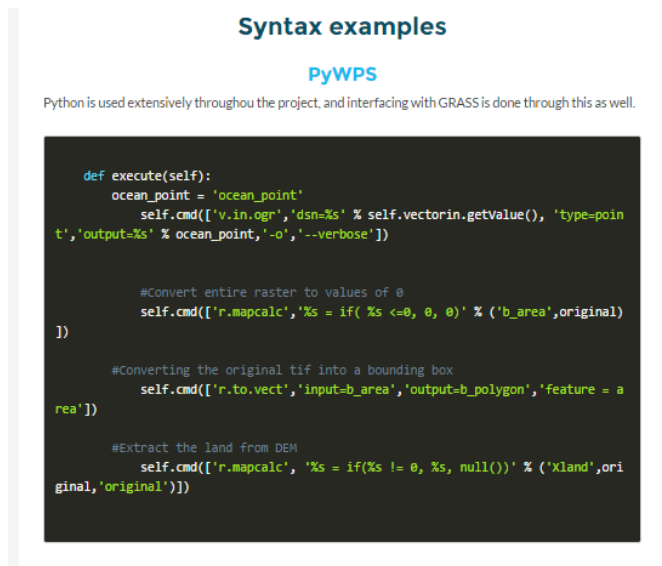 Syntax examples
PyWPS
Python is used extensively throughou the project, and interfacing with GRASS is done through this as well.
def execute(self):
ocean_point = 'ocean_point'
self.cmd(['v.in.ogr','dsn=%s' % self.vectorin.getValue(), 'type=poin
t','output=%s' % ocean_point,'-o','--verbose'])
#Convert entire raster to values of 0
self.cmd(['r.mapcalc','%s = if( %s <=0, 0, 0)' % ('b_area',original)
])
#Converting the original tif into a bounding box
self.cmd(['r.to.vect','input=b_area','output=b_polygon','feature = a
rea'])
#Extract the land from DEM
self.cmd(['r.mapcalc', '%s = if(%s != 0, %s, null())' % ('Xland',ori
ginal,'original')])